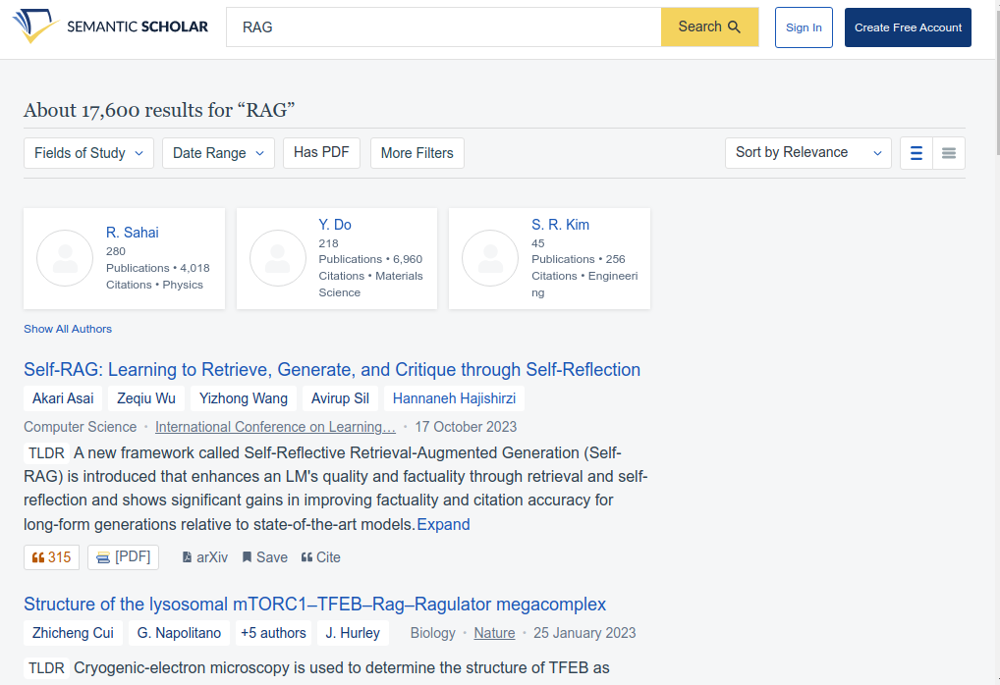 SEMANTIC SCHOLAR
RAG
Search
Sign In
Create Free Account
About 17,600 results for “RAG”
Fields of Study
Date Range
Has PDF
More Filters
Sort by Relevance
R. Sahai
280
Publications • 4,018
Citations • Physics
Y. Do
218
Publications • 6,960
Citations • Materials
Science
S. R. Kim
45
Publications • 256
Citations • Engineeri
ng
Show All Authors
Self-RAG: Learning to Retrieve, Generate, and Critique through Self-Reflection
Akari Asai Zeqiu Wu Yizhong Wang Avirup Sil Hannaneh Hajishirzi
Computer Science · International Conference on Learning… · 17 October 2023
TLDR A new framework called Self-Reflective Retrieval-Augmented Generation (Self-
RAG) is introduced that enhances an LM's quality and factuality through retrieval and self-
reflection and shows significant gains in improving factuality and citation accuracy for
long-form generations relative to state-of-the-art models. Expand
315 [PDF] arXiv Save Cite
Structure of the lysosomal mTORC1–TFEB–Rag–Ragulator megacomplex
Zhicheng Cui G. Napolitano +5 authors J. Hurley Biology · Nature · 25 January 2023
TLDR Cryogenic-electron microscopy is used to determine the structure of TFEB as